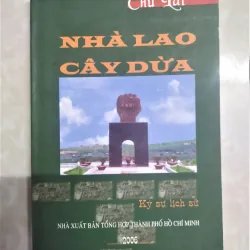 Chu Lai
NHÀ LAO
CÂY DỪA
Ký sự lịch sử
NHÀ XUẤT BẢN TỔNG HỢP THÀNH PHỐ HỒ CHÍ MINH
2006